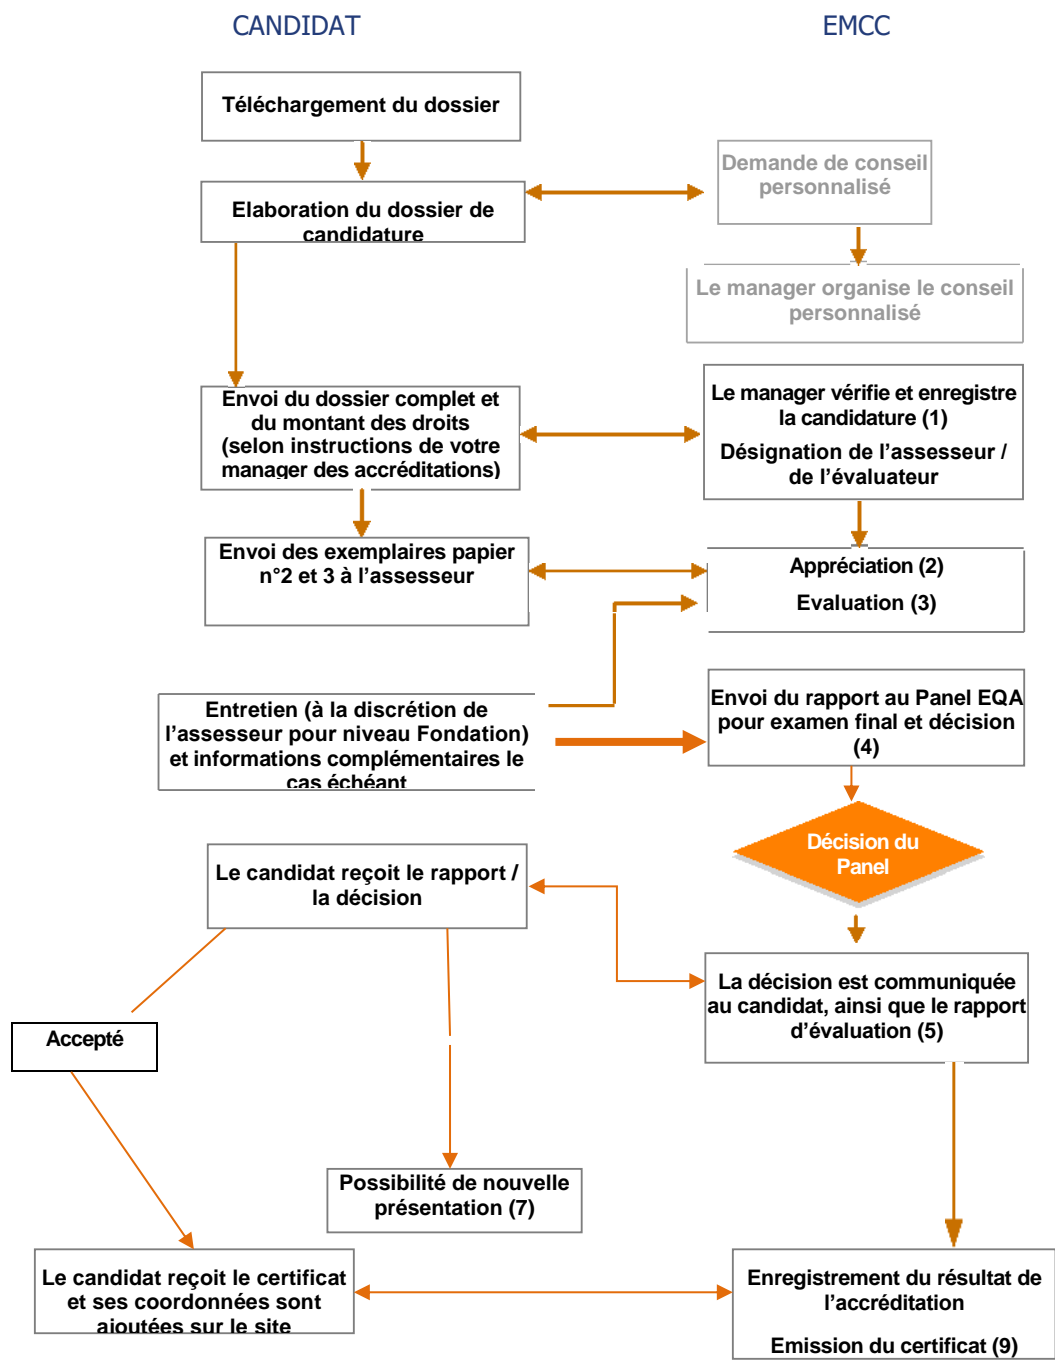 CANDIDAT
EMCC
Téléchargement du dossier
Demande de conseil
personnalisé
Elaboration du dossier de
candidature
Le manager organise le conseil
personnalisé
Envoi du dossier complet et
du montant des droits
(selon instructions de votre
manager des accréditations)
Le manager vérifie et enregistre
la candidature (1)
Désignation de l’assesseur /
de l’évaluateur
Envoi des exemplaires papier
n°2 et 3 à l’assesseur
Appréciation (2)
Evaluation (3)
Entretien (à la discrétion de
l’assesseur pour niveau Fondation)
et informations complémentaires le
cas échéant
Envoi du rapport au Panel EQA
pour examen final et décision
(4)
Décision du
Panel
Le candidat reçoit le rapport /
la décision
La décision est communiquée
au candidat, ainsi que le rapport
d’évaluation (5)
Accepté
Possibilité de nouvelle
présentation (7)
Le candidat reçoit le certificat
et ses coordonnées sont
ajoutées sur le site
Enregistrement du résultat de
l’accréditation
Emission du certificat (9)